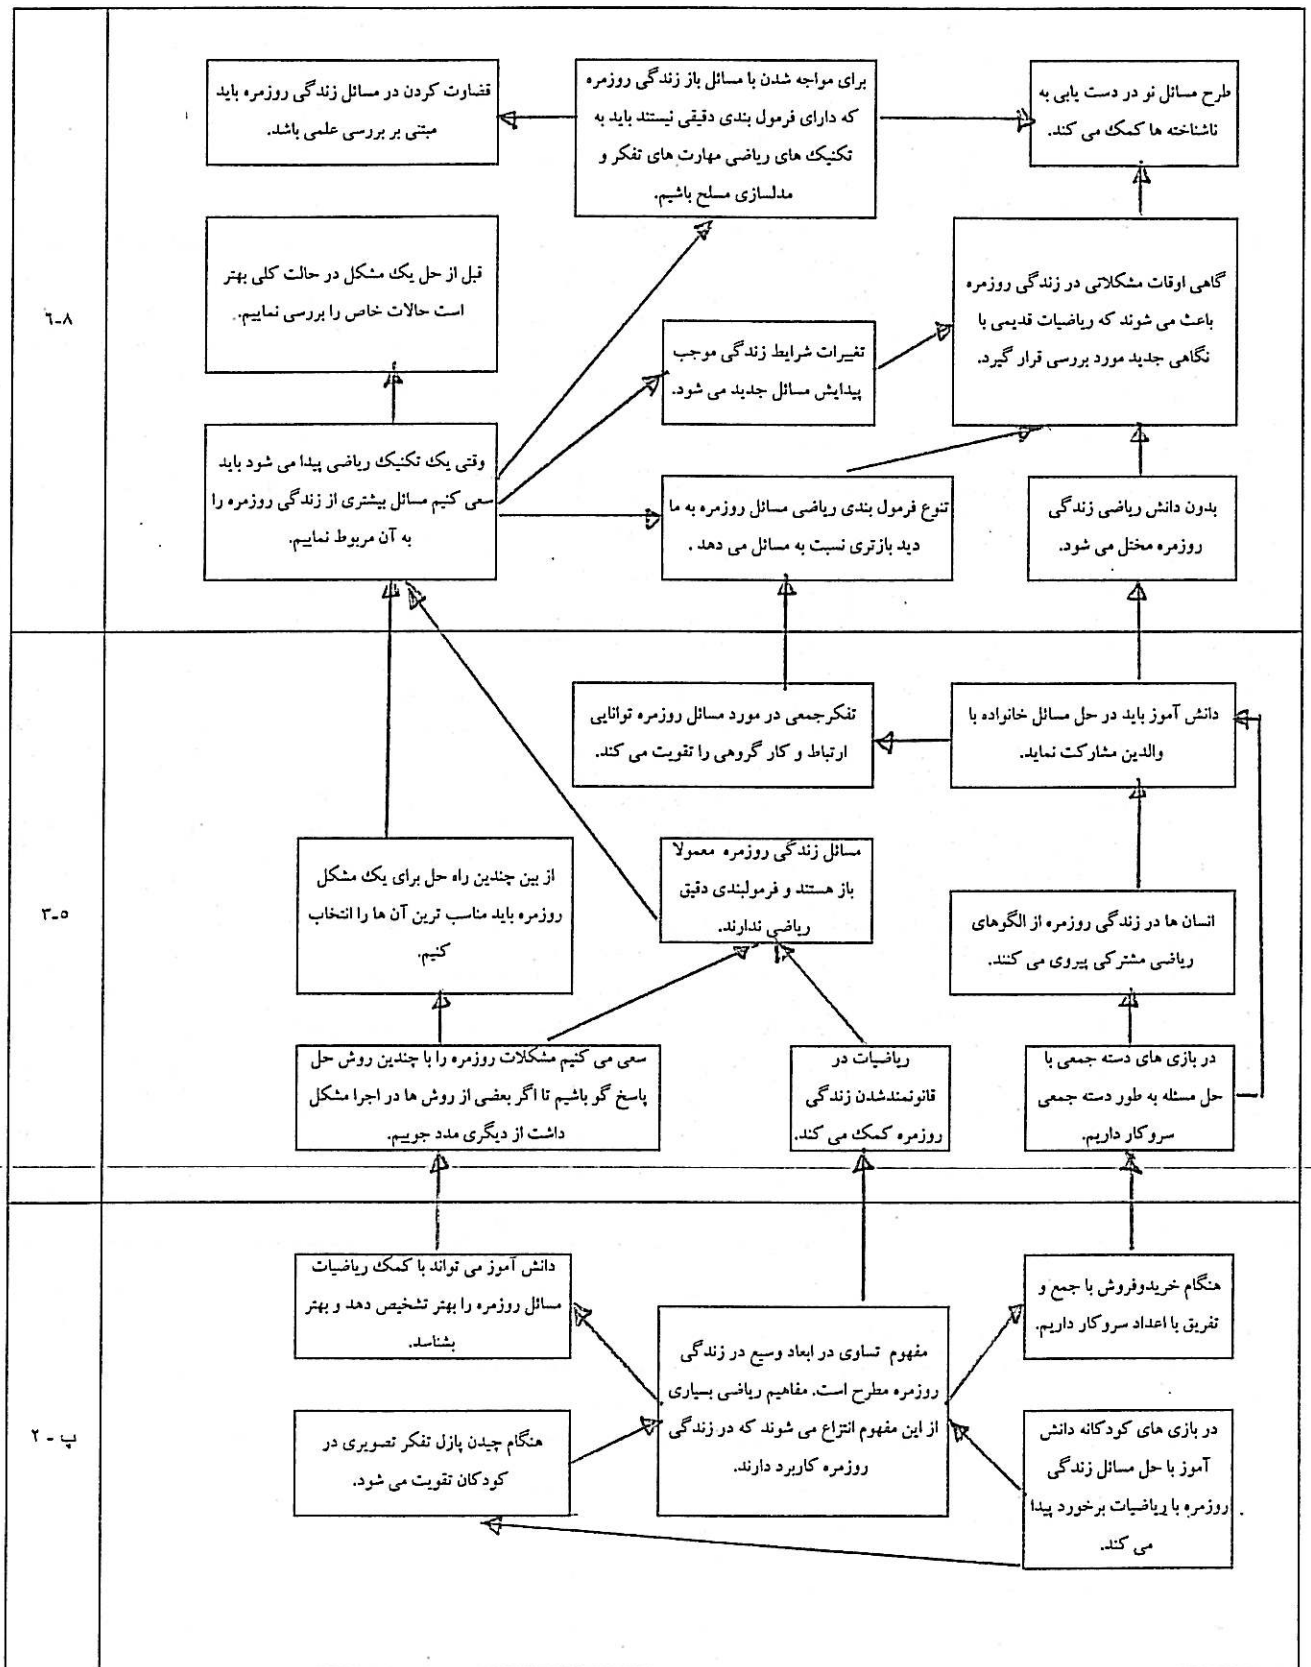 طرح مسائل نو در دست یابی به
ناشناخته ها کمک می کند.
برای مواجه شدن با مسائل باز زندگی روزمره
که دارای فرمول بندی دقیقی نیستند باید به
تکنیک های ریاضی مهارت های تفکر و
مدلسازی مسلح باشیم.
قضاوت کردن در مسائل زندگی روزمره باید
مبتنی بر بررسی علمی باشد.
گاهی اوقات مشکلاتی در زندگی روزمره
باعث می شوند که ریاضیات قدیمی با
نگاهی جدید مورد بررسی قرار گیرد.
قبل از حل یک مشکل در حالت کلی بهتر
است حالات خاص را بررسی نماییم.
۶-۸
تغییرات شرایط زندگی موجب
پیدایش مسائل جدید می شود.
بدون دانش ریاضی زندگی
روزمره مختل می شود.
تنوع فرمول بندی ریاضی مسائل روزمره به ما
دید بازتری نسبت به مسائل می دهد .
وقتی یک تکنیک ریاضی پیدا می شود باید
سعی کنیم مسائل بیشتری از زندگی روزمره را
به آن مربوط نماییم.
دانش آموز باید در حل مسائل خانواده با
والدین مشارکت نماید.
تفکرجمعی در مورد مسائل روزمره توانایی
ارتباط و کار گروهی را تقویت می کند.
انسان ها در زندگی روزمره از الگوهای
ریاضی مشترکی پیروی می کنند.
مسائل زندگی روزمره معمولا
باز هستند و فرمولبندی دقیق
ریاضی ندارند.
از بین چندین راه حل برای یک مشکل
روزمره باید مناسب ترین آن ها را انتخاب
کنیم.
۳-۵
در بازی های دسته جمعی با
حل مسئله به طور دسته جمعی
سروکار داریم.
ریاضیات در
قانونمندشدن زندگی
روزمره کمک می کند.
سعی می کنیم مشکلات روزمره را با چندین روش حل
پاسخ گو باشیم تا اگر بعضی از روش ها در اجرا مشکل
داشت از دیگری مدد جوییم.
هنگام خریدوفروش با جمع و
تفریق با اعداد سروکار داریم.
مفهوم تساوی در ابعاد وسیع در زندگی
روزمره مطرح است. مفاهیم ریاضی بسیاری
از این مفهوم انتزاع می شوند که در زندگی
روزمره کاربرد دارند.
دانش آموز می تواند با کمک ریاضیات
مسائل روزمره را بهتر تشخیص دهد و بهتر
بشناسد.
در بازی های کودکانه دانش
آموز با حل مسائل زندگی
روزمره با ریاضیات برخورد پیدا
می کند.
هنگام چیدن پازل تفکر تصویری در
کودکان تقویت می شود.
پ - ۲